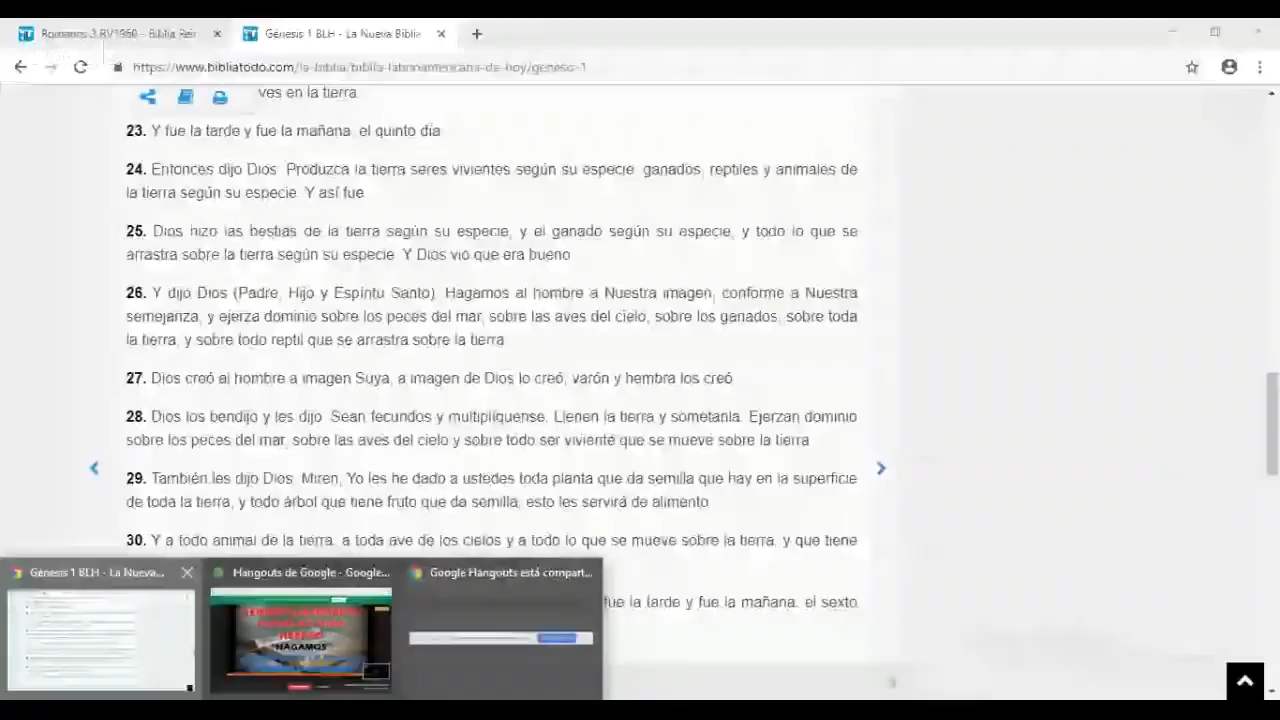 Romanos 3 RV1960 - Biblia Rei
Génesis 1 BLH - La Nueva Biblia
https://www.bibliatodo.com/la-biblia/biblia-latinoamericana-de-hoy/genesis-1
ves en la tierra
23. Y fue la tarde y fue la mañana el quinto día
24. Entonces dijo Dios Produzca la tierra seres vivientes según su especie ganados, reptiles y animales de
la tierra según su especie Y así fue
25. Dios hizo las bestias de la tierra según su especie, y el ganado según su especie, y todo lo que se
arrastra sobre la tierra según su especie Y Dios vio que era bueno
26. Y dijo Dios (Padre, Hijo y Espíritu Santo) Hagamos al hombre a Nuestra imagen, conforme a Nuestra
semejanza, y ejerza dominio sobre los peces del mar, sobre las aves del cielo, sobre los ganados, sobre toda
la tierra, y sobre todo reptil que se arrastra sobre la tierra
27. Dios creó al hombre a imagen Suya, a imagen de Dios lo creó, varón y hembra los creó
28. Dios los bendijo y les dijo Sean fecundos y multiplíquense. Llenen la tierra y sométanla. Ejerzan dominio
sobre los peces del mar, sobre las aves del cielo y sobre todo ser viviente que se mueve sobre la tierra
29. También les dijo Dios Miren, Yo les he dado a ustedes toda planta que da semilla que hay en la superficie
de toda la tierra, y todo árbol que tiene fruto que da semilla, esto les servirá de alimento
30. Y a todo animal de la tierra, a toda ave de los cielos y a todo lo que se mueve sobre la tierra, y que tiene
fue la tarde y fue la mañana. el sexto
Génesis 1 BLH - La Nueva...
Hangouts de Google - Google...
Google Hangouts está compart...
HAGAMOS